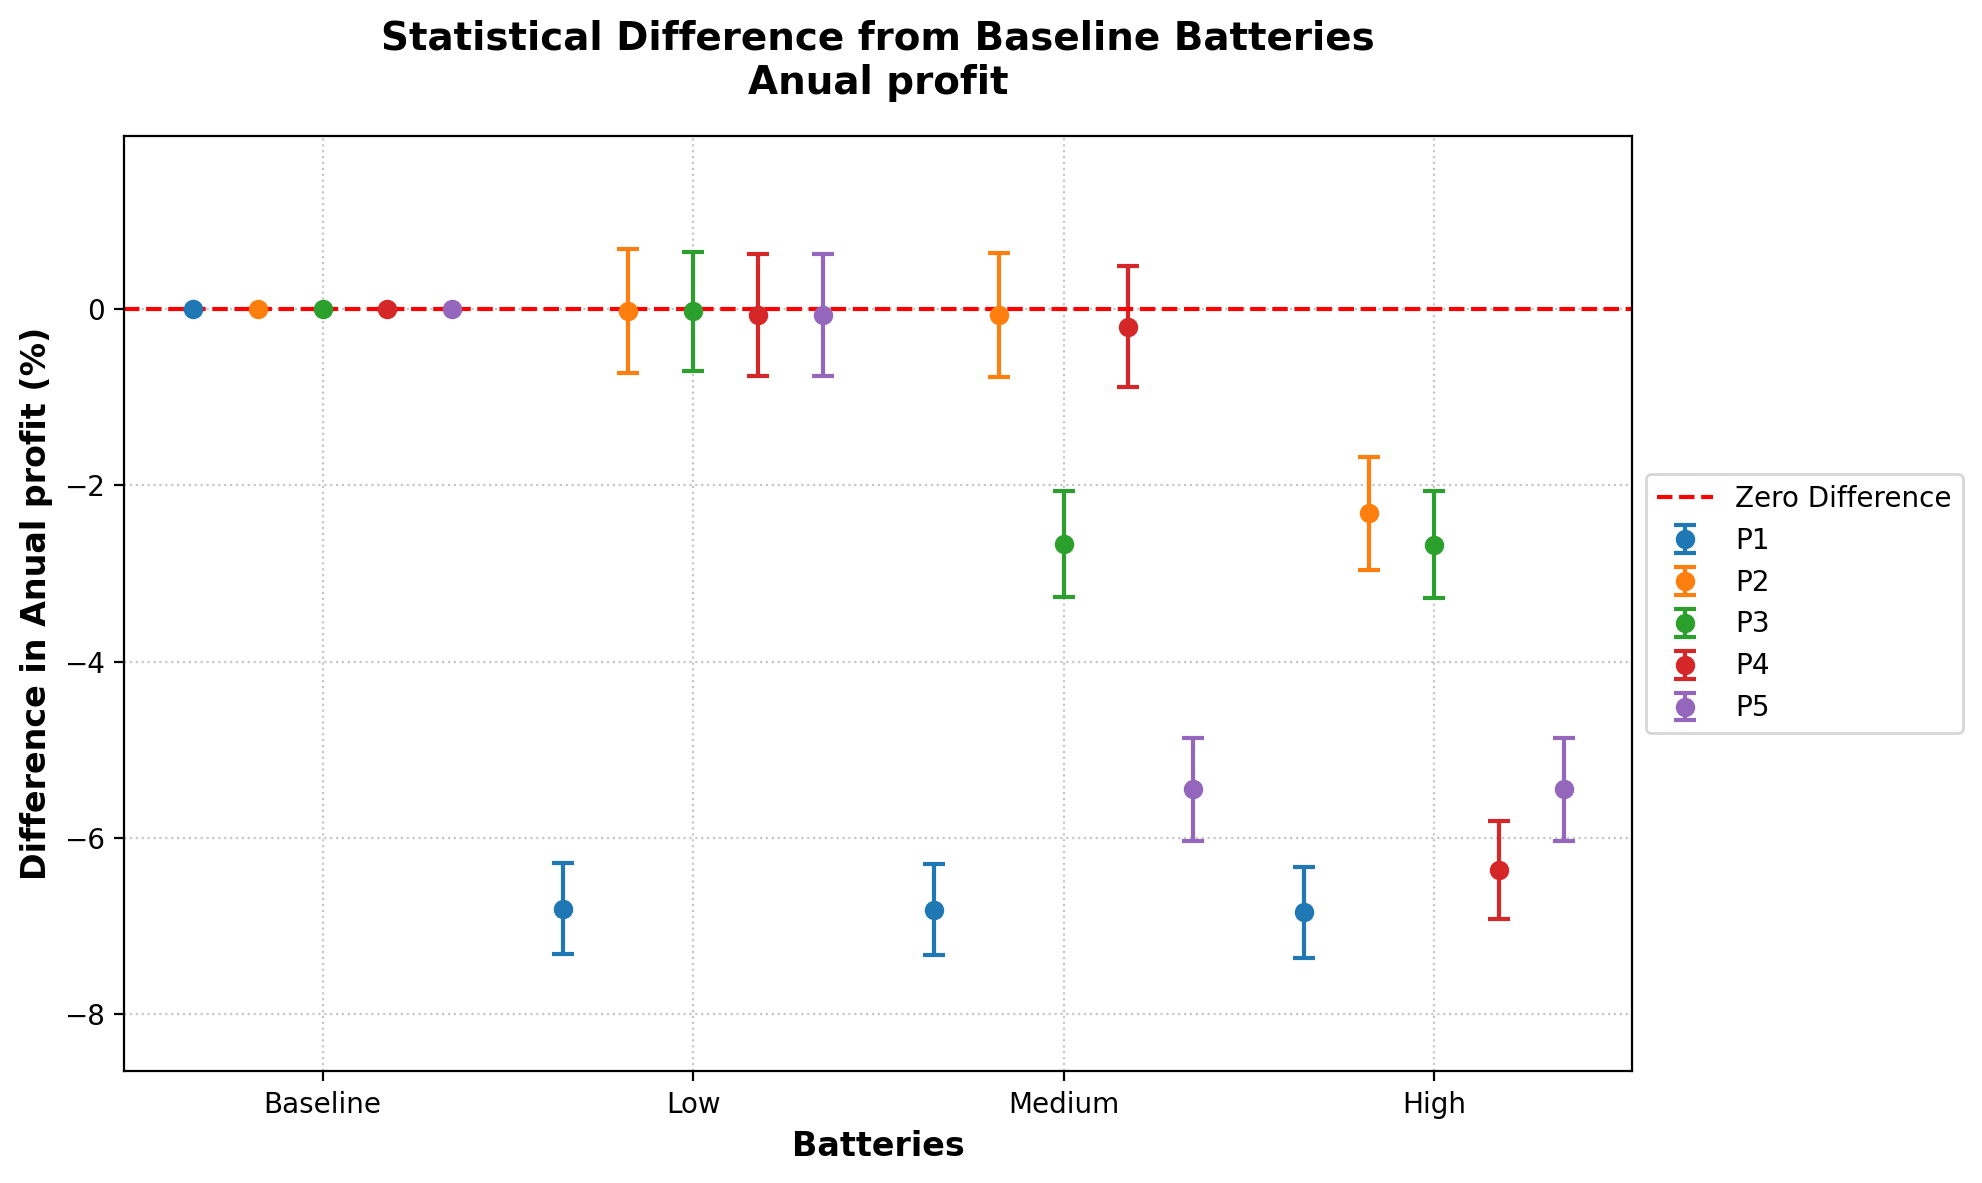 Statistical Difference from Baseline Batteries
Anual profit
Difference in Anual profit (%)
0
−2
−4
−6
−8
Baseline
Low
Medium
High
Batteries
Zero Difference
P1
P2
P3
P4
P5